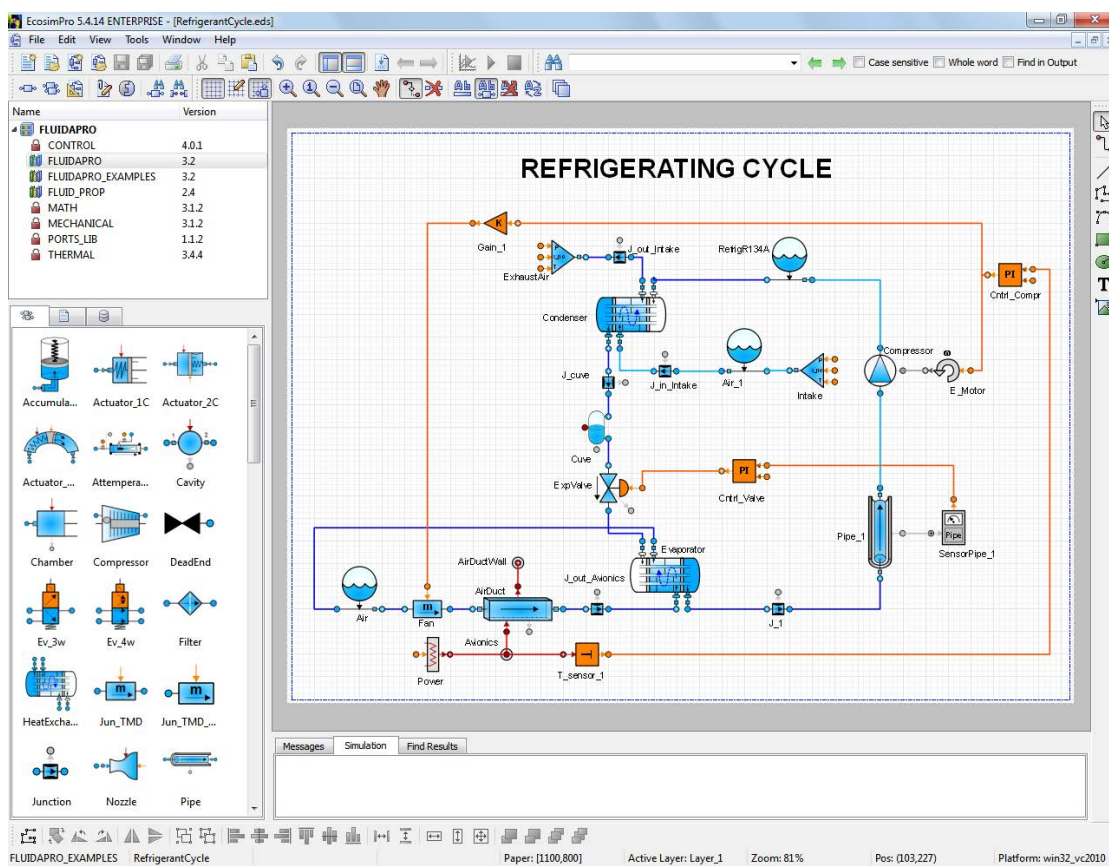 EcosimPro 5.4.14 ENTERPRISE - [RefrigerantCycle.eds]
File Edit View Tools Window Help
Case sensitive Whole word Find in Output
Name Version
FLUIDAPRO
CONTROL 4.0.1
FLUIDAPRO 3.2
FLUIDAPRO_EXAMPLES 3.2
FLUID_PROP 2.4
MATH 3.1.2
MECHANICAL 3.1.2
PORTS_LIB 1.1.2
THERMAL 3.4.4
Accumula... Actuator_1C Actuator_2C
Actuator_... Attempera... Cavity
Chamber Compressor DeadEnd
Ev_3w Ev_4w Filter
HeatExcha... Jun_TMD Jun_TMD_...
Junction Nozzle Pipe
REFRIGERATING CYCLE
K
Gain_1
J_out_Intake
RefrigR134A
ExhaustAir
PI
Cntrl_Compr
Condenser
Compressor
J_cuve
J_in_Intake
Air_1
Intake
E_Motor
Cuve
ExpValve
PI
Cntrl_Valve
Pipe_1
Pipe
SensorPipe_1
Evaporator
AirDuctWall
J_out_Avionics
AirDuct
Air
m
Fan
J_1
Avionics
Power
T
T_sensor_1
Messages Simulation Find Results
FLUIDAPRO_EXAMPLES RefrigerantCycle Paper: [1100,800] Active Layer: Layer_1 Zoom: 81% Pos: (103,227) Platform: win32_vc2010